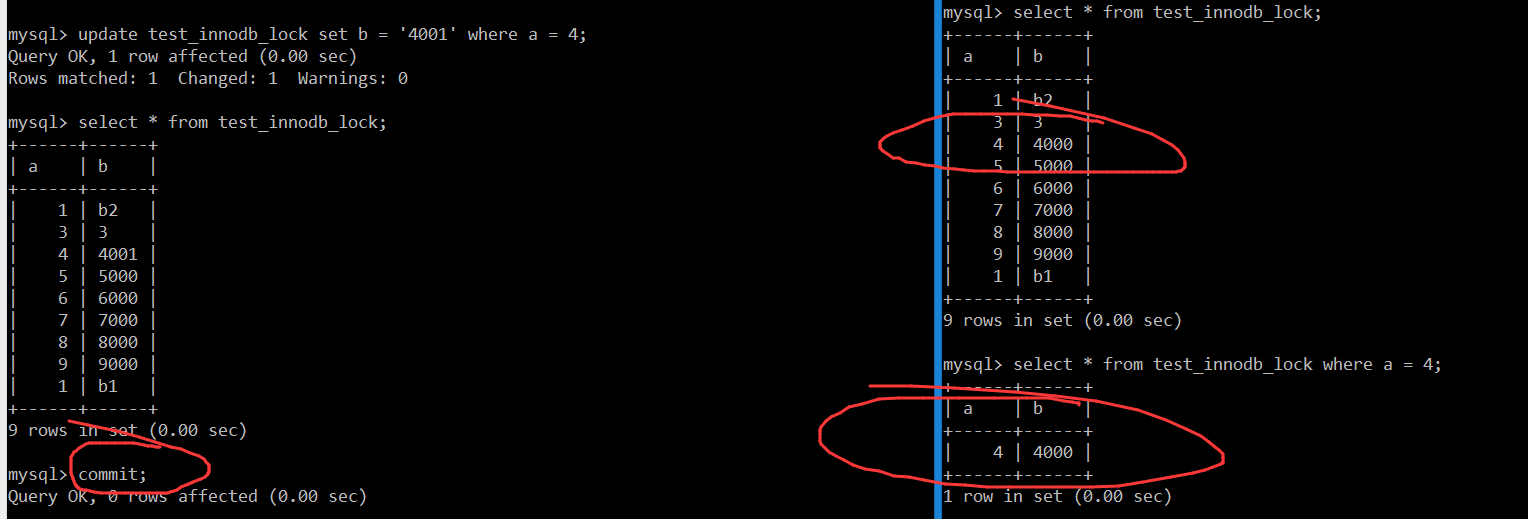 mysql> update test_innodb_lock set b = '4001' where a = 4;
Query OK, 1 row affected (0.00 sec)
Rows matched: 1  Changed: 1  Warnings: 0
mysql> select * from test_innodb_lock;
+------+------+
| a    | b    |
+------+------+
|    1 | b2   |
|    3 | 3    |
|    4 | 4001 |
|    5 | 5000 |
|    6 | 6000 |
|    7 | 7000 |
|    8 | 8000 |
|    9 | 9000 |
|    1 | b1   |
+------+------+
9 rows in set (0.00 sec)
mysql> commit;
Query OK, 0 rows affected (0.00 sec)
mysql> select * from test_innodb_lock;
+------+------+
| a    | b    |
+------+------+
|    1 | b2   |
|    3 | 3    |
|    4 | 4000 |
|    5 | 5000 |
|    6 | 6000 |
|    7 | 7000 |
|    8 | 8000 |
|    9 | 9000 |
|    1 | b1   |
+------+------+
9 rows in set (0.00 sec)
mysql> select * from test_innodb_lock where a = 4;
+------+------+
| a    | b    |
+------+------+
|    4 | 4000 |
+------+------+
1 row in set (0.00 sec)